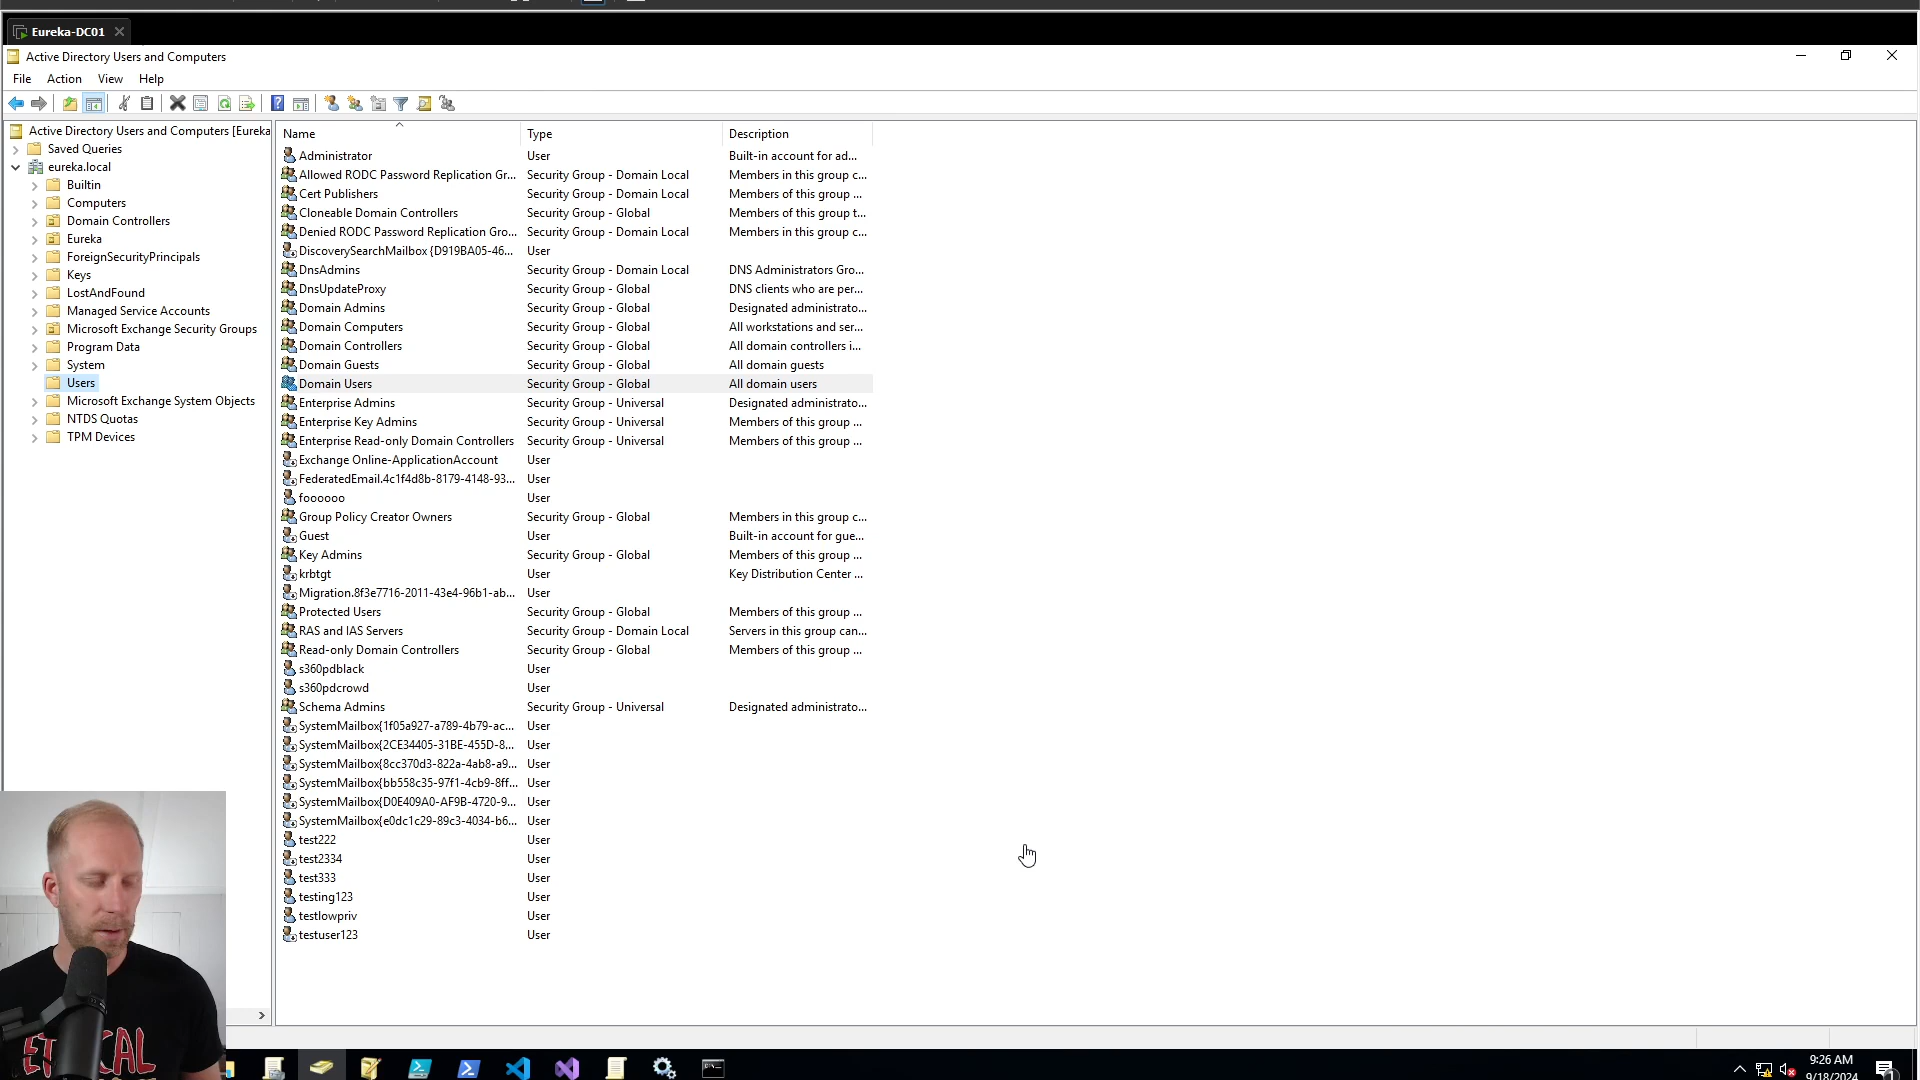 Eureka-DC01
Active Directory Users and Computers
File Action View Help
Active Directory Users and Computers [Eureka
Saved Queries
eureka.local
Builtin
Computers
Domain Controllers
Eureka
ForeignSecurityPrincipals
Keys
LostAndFound
Managed Service Accounts
Microsoft Exchange Security Groups
Program Data
System
Users
Microsoft Exchange System Objects
NTDS Quotas
TPM Devices
Name Type Description
Administrator User Built-in account for ad...
Allowed RODC Password Replication Gr... Security Group - Domain Local Members in this group c...
Cert Publishers Security Group - Domain Local Members of this group ...
Cloneable Domain Controllers Security Group - Global Members of this group t...
Denied RODC Password Replication Gro... Security Group - Domain Local Members in this group c...
DiscoverySearchMailbox {D919BA05-46... User
DnsAdmins Security Group - Domain Local DNS Administrators Gro...
DnsUpdateProxy Security Group - Global DNS clients who are per...
Domain Admins Security Group - Global Designated administrato...
Domain Computers Security Group - Global All workstations and ser...
Domain Controllers Security Group - Global All domain controllers i...
Domain Guests Security Group - Global All domain guests
Domain Users Security Group - Global All domain users
Enterprise Admins Security Group - Universal Designated administrato...
Enterprise Key Admins Security Group - Universal Members of this group ...
Enterprise Read-only Domain Controllers Security Group - Universal Members of this group ...
Exchange Online-ApplicationAccount User
FederatedEmail.4c1f4d8b-8179-4148-93... User
foooooo User
Group Policy Creator Owners Security Group - Global Members in this group c...
Guest User Built-in account for gue...
Key Admins Security Group - Global Members of this group ...
krbtgt User Key Distribution Center ...
Migration.8f3e7716-2011-43e4-96b1-ab... User
Protected Users Security Group - Global Members of this group ...
RAS and IAS Servers Security Group - Domain Local Servers in this group can...
Read-only Domain Controllers Security Group - Global Members of this group ...
s360pdblack User
s360pdcrowd User
Schema Admins Security Group - Universal Designated administrato...
SystemMailbox{1f05a927-a789-4b79-ac... User
SystemMailbox{2CE34405-31BE-455D-8... User
SystemMailbox{8cc370d3-822a-4ab8-a9... User
SystemMailbox{bb558c35-97f1-4cb9-8ff... User
SystemMailbox{D0E409A0-AF9B-4720-9... User
SystemMailbox{e0dc1c29-89c3-4034-b6... User
test222 User
test2334 User
test333 User
testing123 User
testlowpriv User
testuser123 User
9:26 AM
9/18/2024